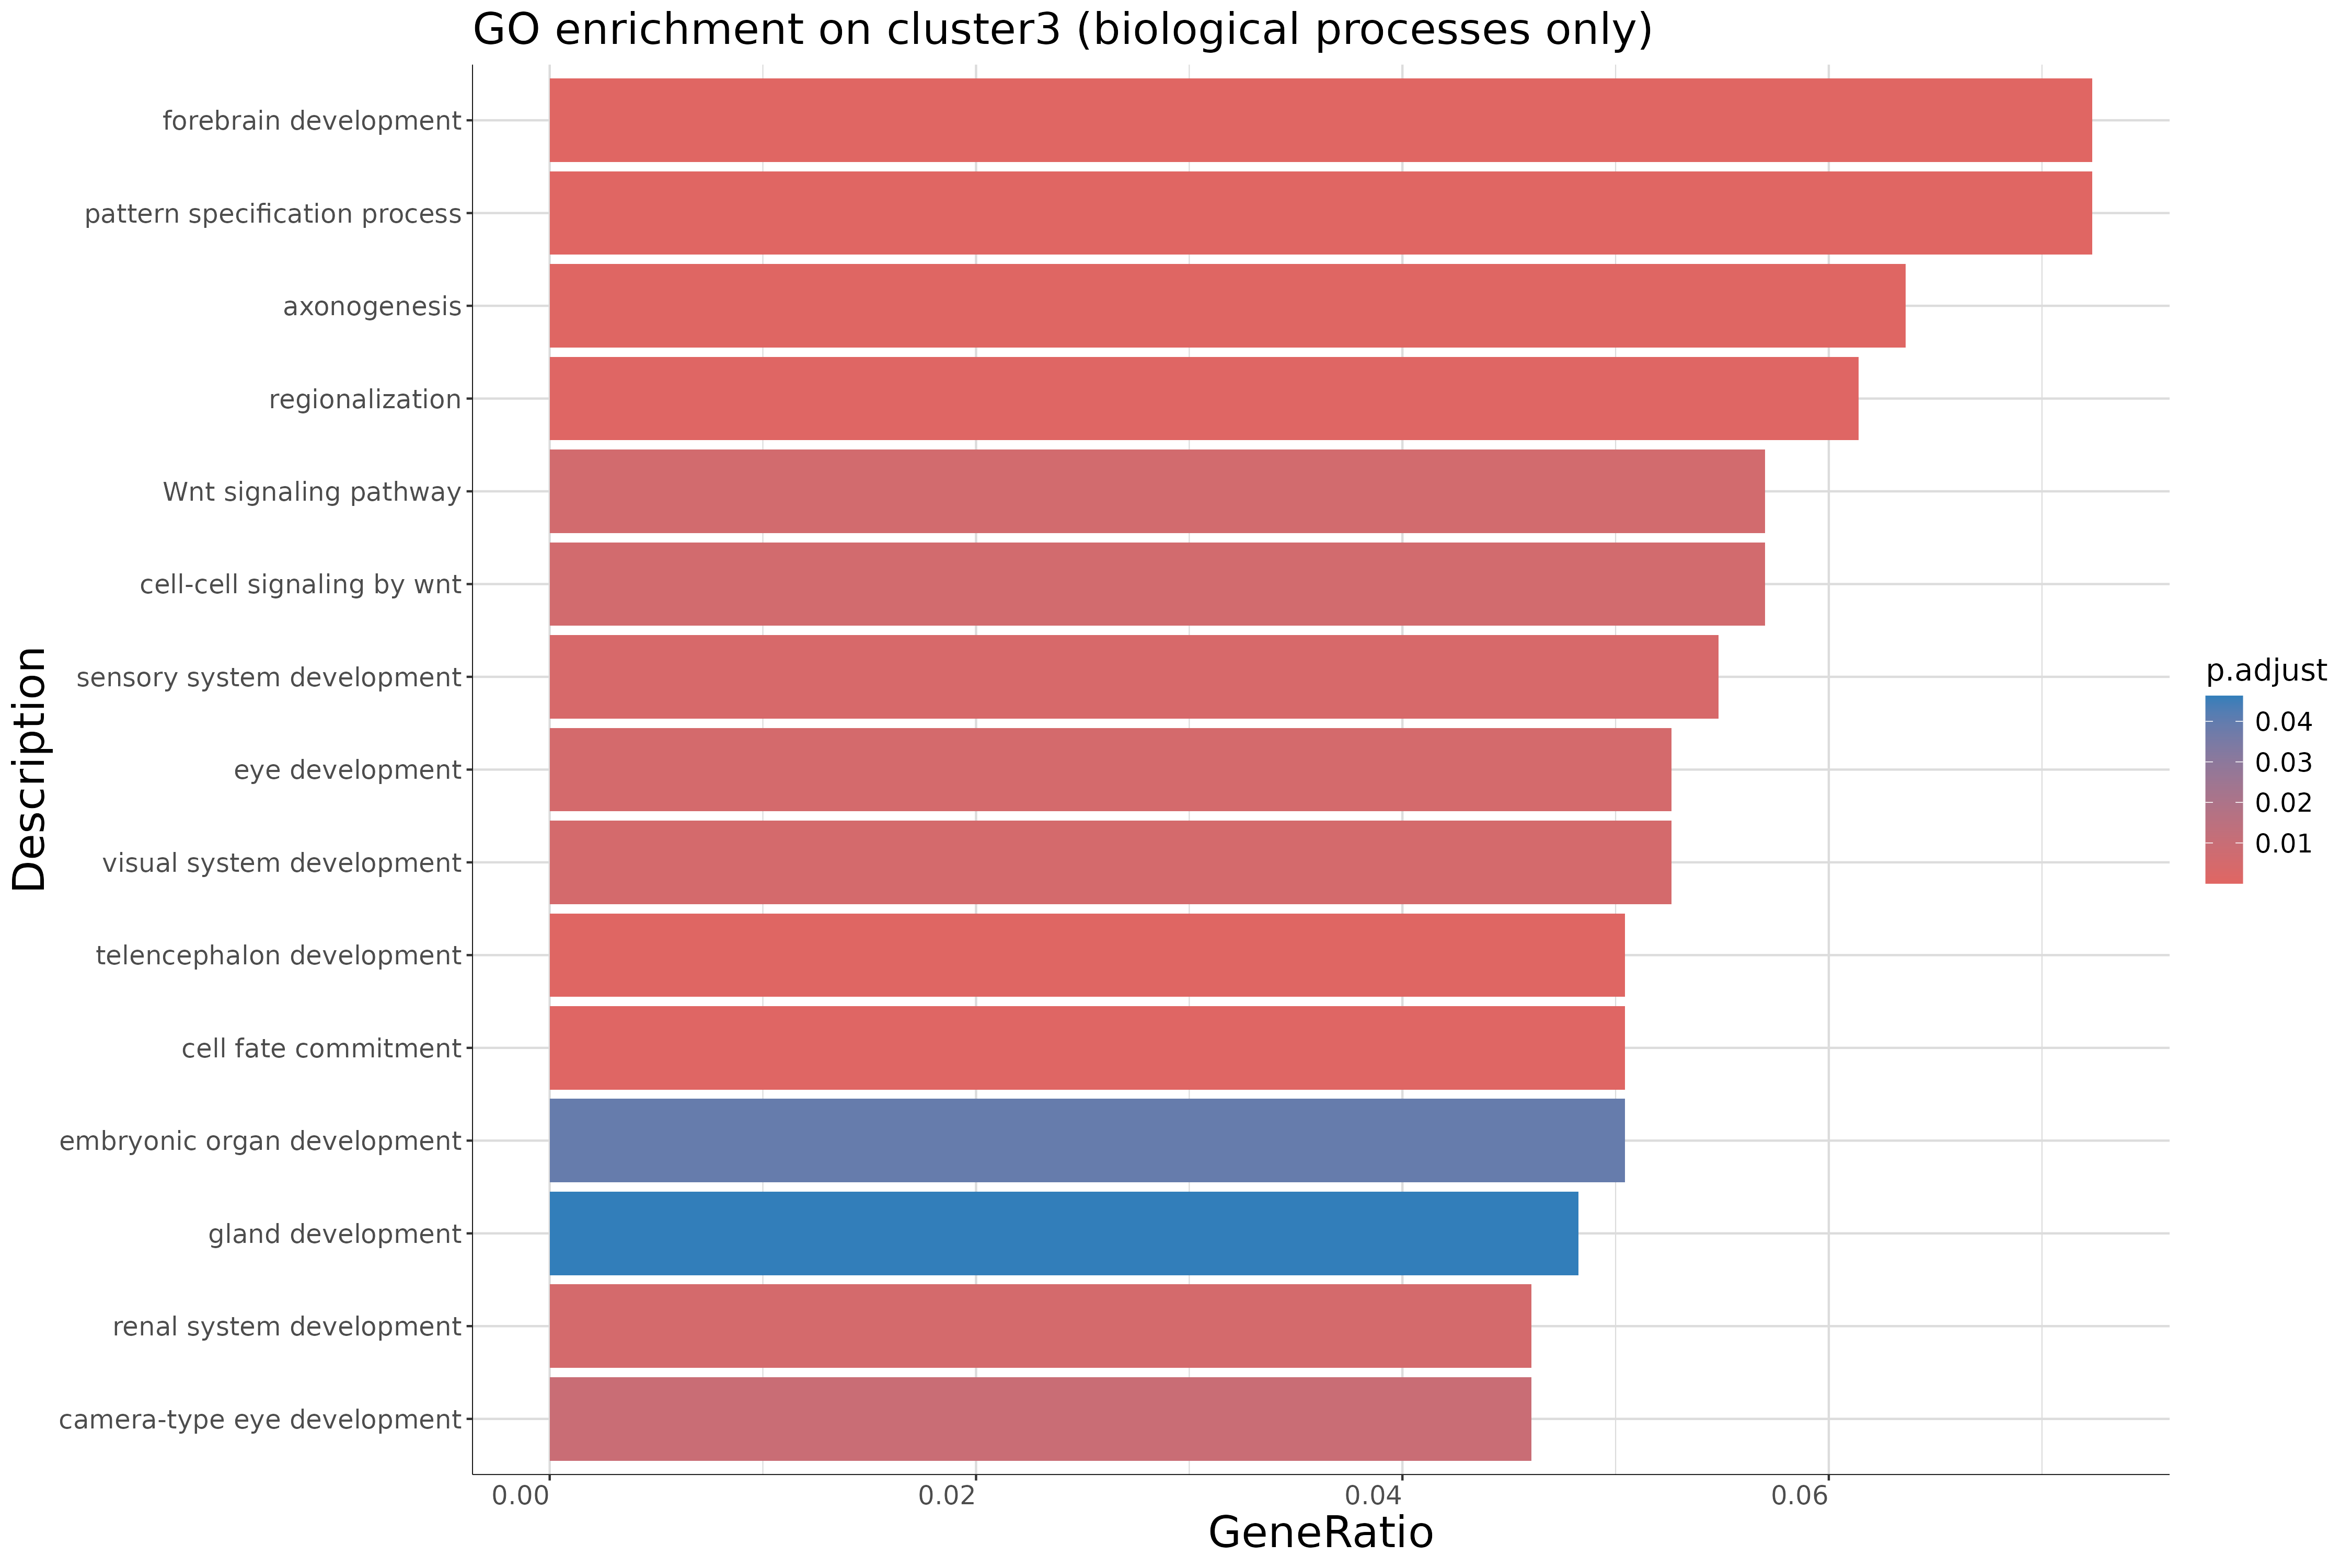 GO enrichment on cluster3 (biological processes only)
forebrain development
pattern specification process
axonogenesis
regionalization
Wnt signaling pathway
cell-cell signaling by wnt
sensory system development
eye development
visual system development
telencephalon development
cell fate commitment
embryonic organ development
gland development
renal system development
camera-type eye development
Description
0.00 0.02 0.04 0.06
GeneRatio
p.adjust
0.04
0.03
0.02
0.01